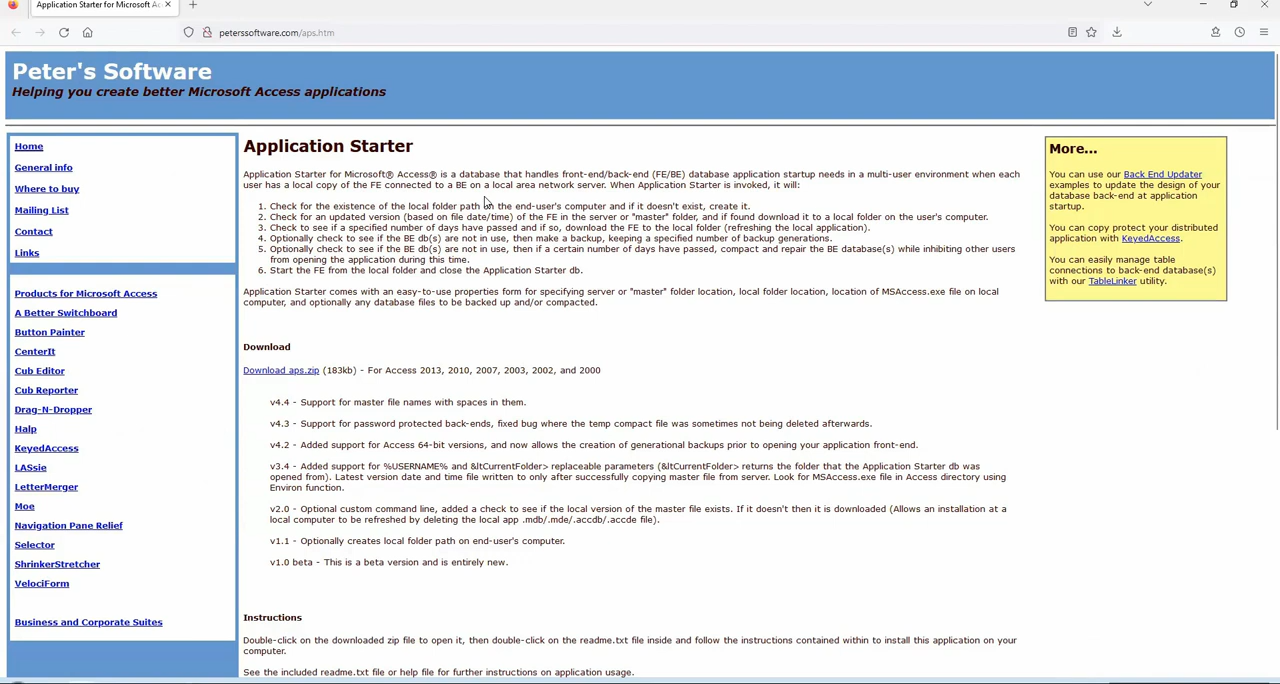 Application Starter for Microsoft Ac
peterssoftware.com/aps.htm
Peter's Software
Helping you create better Microsoft Access applications
Home
General info
Where to buy
Mailing List
Contact
Links
Products for Microsoft Access
A Better Switchboard
Button Painter
CenterIt
Cub Editor
Cub Reporter
Drag-N-Dropper
Halp
KeyedAccess
LASsie
LetterMerger
Moe
Navigation Pane Relief
Selector
ShrinkerStretcher
VelociForm
Business and Corporate Suites
Application Starter
Application Starter for Microsoft® Access® is a database that handles front-end/back-end (FE/BE) database application startup needs in a multi-user environment when each
user has a local copy of the FE connected to a BE on a local area network server. When Application Starter is invoked, it will:
1. Check for the existence of the local folder path on the end-user's computer and if it doesn't exist, create it.
2. Check for an updated version (based on file date/time) of the FE in the server or "master" folder, and if found download it to a local folder on the user's computer.
3. Check to see if a specified number of days have passed and if so, download the FE to the local folder (refreshing the local application).
4. Optionally check to see if the BE db(s) are not in use, then make a backup, keeping a specified number of backup generations.
5. Optionally check to see if the BE db(s) are not in use, then if a certain number of days have passed, compact and repair the BE database(s) while inhibiting other users
from opening the application during this time.
6. Start the FE from the local folder and close the Application Starter db.
Application Starter comes with an easy-to-use properties form for specifying server or "master" folder location, local folder location, location of MSAccess.exe file on local
computer, and optionally any database files to be backed up and/or compacted.
Download
Download aps.zip (183kb) - For Access 2013, 2010, 2007, 2003, 2002, and 2000
v4.4 - Support for master file names with spaces in them.
v4.3 - Support for password protected back-ends, fixed bug where the temp compact file was sometimes not being deleted afterwards.
v4.2 - Added support for Access 64-bit versions, and now allows the creation of generational backups prior to opening your application front-end.
v3.4 - Added support for %USERNAME% and &ltCurrentFolder> replaceable parameters (&ltCurrentFolder> returns the folder that the Application Starter db was
opened from). Latest version date and time file written to only after successfully copying master file from server. Look for MSAccess.exe file in Access directory using
Environ function.
v2.0 - Optional custom command line, added a check to see if the local version of the master file exists. If it doesn't then it is downloaded (Allows an installation at a
local computer to be refreshed by deleting the local app .mdb/.mde/.accdb/.accde file).
v1.1 - Optionally creates local folder path on end-user's computer.
v1.0 beta - This is a beta version and is entirely new.
Instructions
Double-click on the downloaded zip file to open it, then double-click on the readme.txt file inside and follow the instructions contained within to install this application on your
computer.
See the included readme.txt file or help file for further instructions on application usage.
More...
You can use our Back End Updater
examples to update the design of your
database back-end at application
startup.
You can copy protect your distributed
application with KeyedAccess.
You can easily manage table
connections to back-end database(s)
with our TableLinker utility.